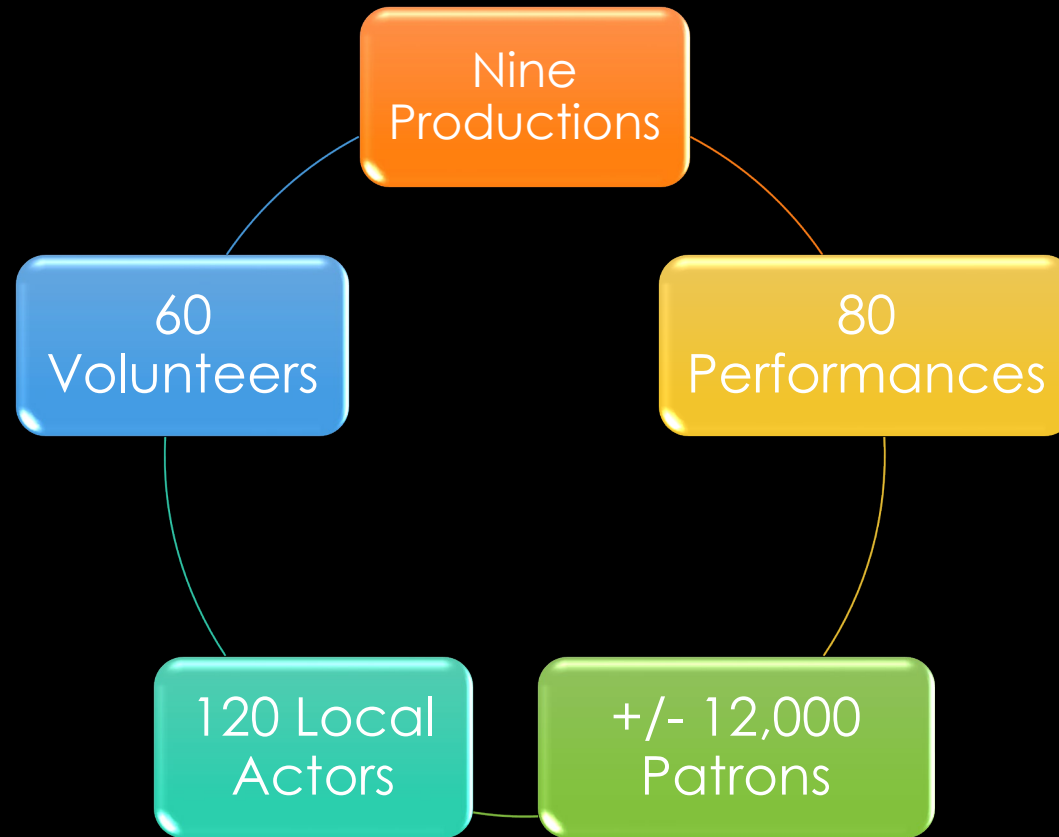 Nine
Productions
80
Performances
+/- 12,000
Patrons
120 Local
Actors
60
Volunteers